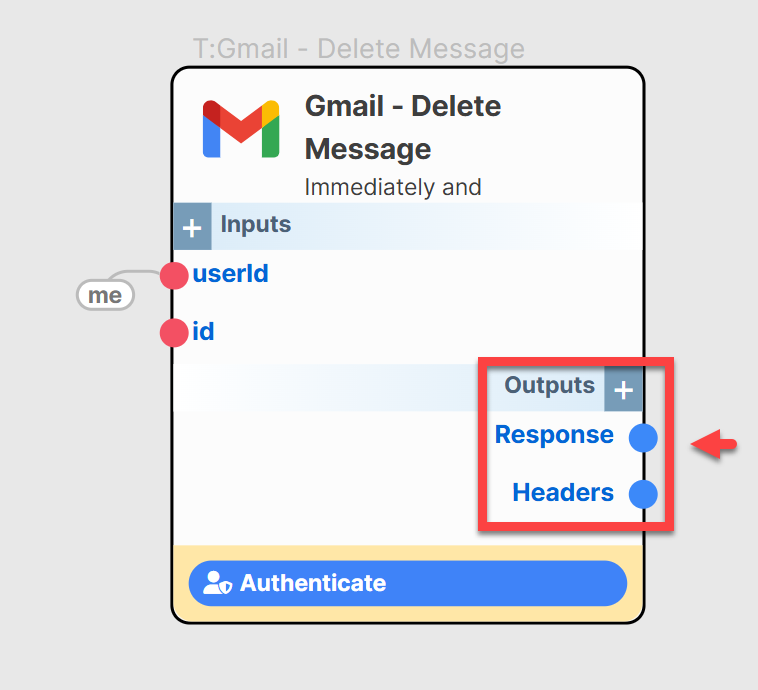 T:Gmail - Delete Message
Gmail - Delete
Message
Immediately and
+ Inputs
userId
me
id
Outputs +
Response
Headers
Authenticate